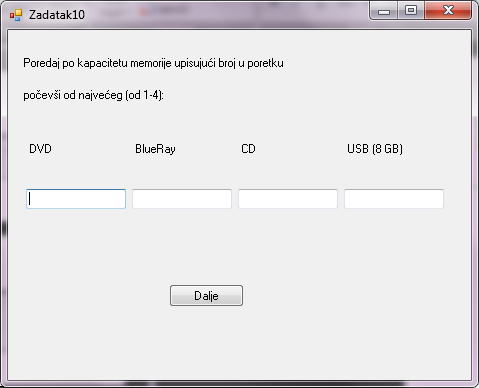 Zadatak10
Poredaj po kapacitetu memorije upisujući broj u poretku
počevši od najvećeg (od 1-4):
DVD BlueRay CD USB (8 GB)
Dalje